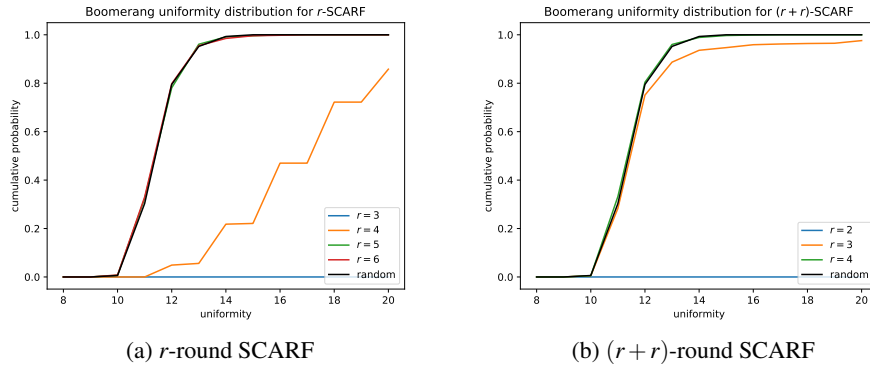 Boomerang uniformity distribution for r-SCARF
cumulative probability
1.0
0.8
0.6
0.4
0.2
0.0
r = 3
r = 4
r = 5
r = 6
random
8 10 12 14 16 18 20
uniformity
(a) r-round SCARF
Boomerang uniformity distribution for (r + r)-SCARF
cumulative probability
1.0
0.8
0.6
0.4
0.2
0.0
r = 2
r = 3
r = 4
random
8 10 12 14 16 18 20
uniformity
(b) (r + r)-round SCARF